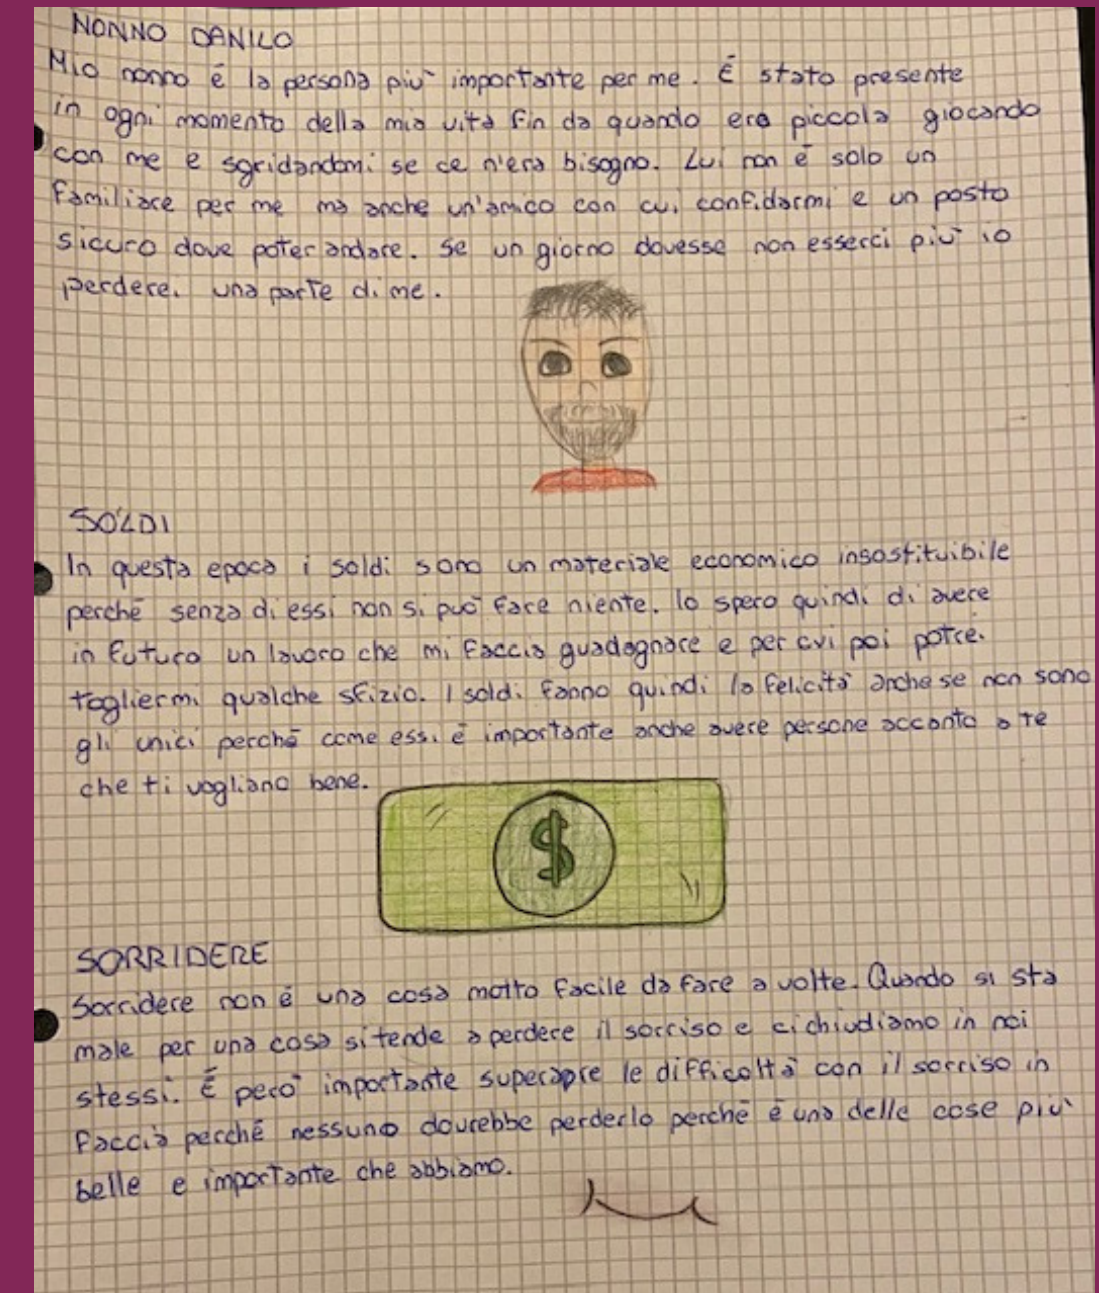 NONNO DANILO
Mio nonno è la persona più importante per me. É stato presente
in ogni momento della mia vita fin da quando ero piccola giocando
con me e sgridandomi se ce n'era bisogno. Lui non è solo un
familiare per me ma anche un'amico con cui confidarmi e un posto
sicuro dove poter andare. Se un giorno dovesse non esserci più io
perderei una parte di me.
SOLDI
In questa epoca i soldi sono un materiale economico insostituibile
perché senza di essi non si può fare niente. Io spero quindi di avere
in futuro un lavoro che mi faccia guadagnare e per cui poi potrei
togliermi qualche sfizio. I soldi fanno quindi la felicità anche se non sono
gli unici perché come essi è importante anche avere persone accanto a te
che ti vogliano bene.
$
SORRIDERE
Sorridere non è una cosa molto facile da fare a volte. Quando si sta
male per una cosa si tende a perdere il sorriso e ci chiudiamo in noi
stessi. É però importante superapre le difficoltà con il sorriso in
faccia perché nessuno dovrebbe perderlo perché è una delle cose più
belle e importante che abbiamo.